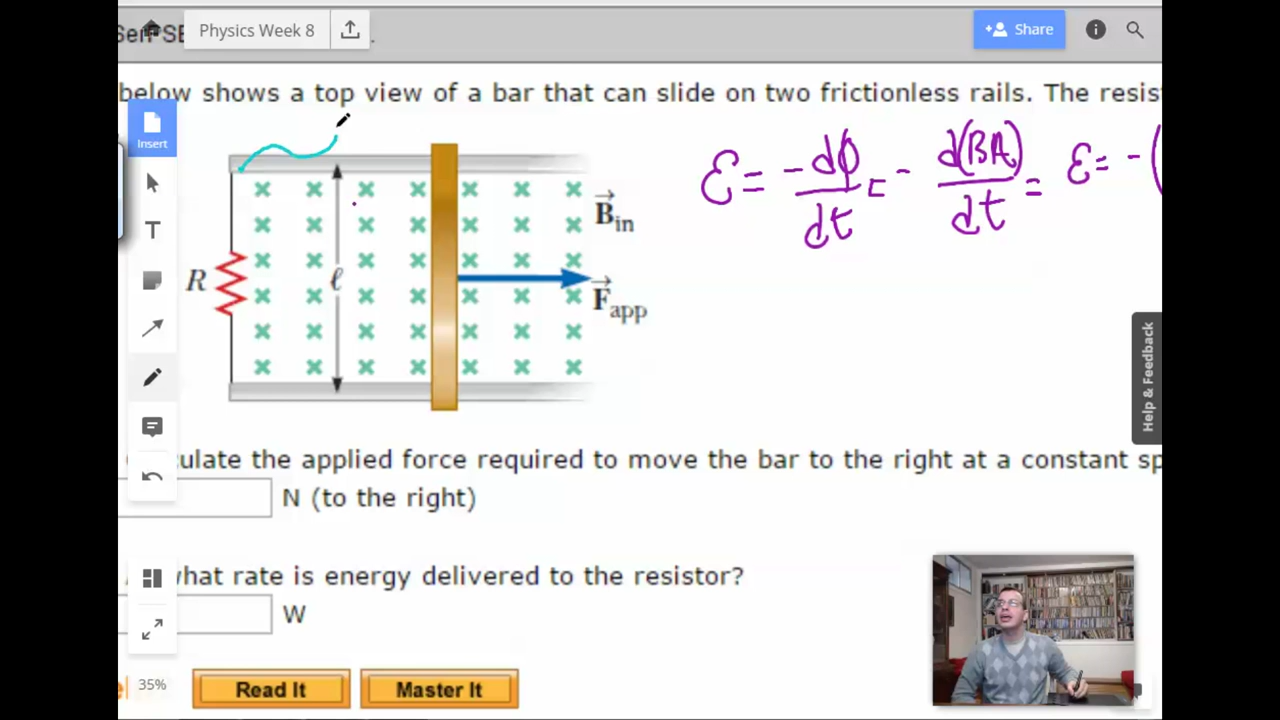 SerPSE
Physics Week 8
Share
below shows a top view of a bar that can slide on two frictionless rails. The resis
Insert
ℰ = -dϕ/dt = - d(BA)/dt = ℰ = -(
B⃗in
R
ℓ
F⃗app
Help & Feedback
ulate the applied force required to move the bar to the right at a constant sp
N (to the right)
what rate is energy delivered to the resistor?
W
35%
Read It
Master It